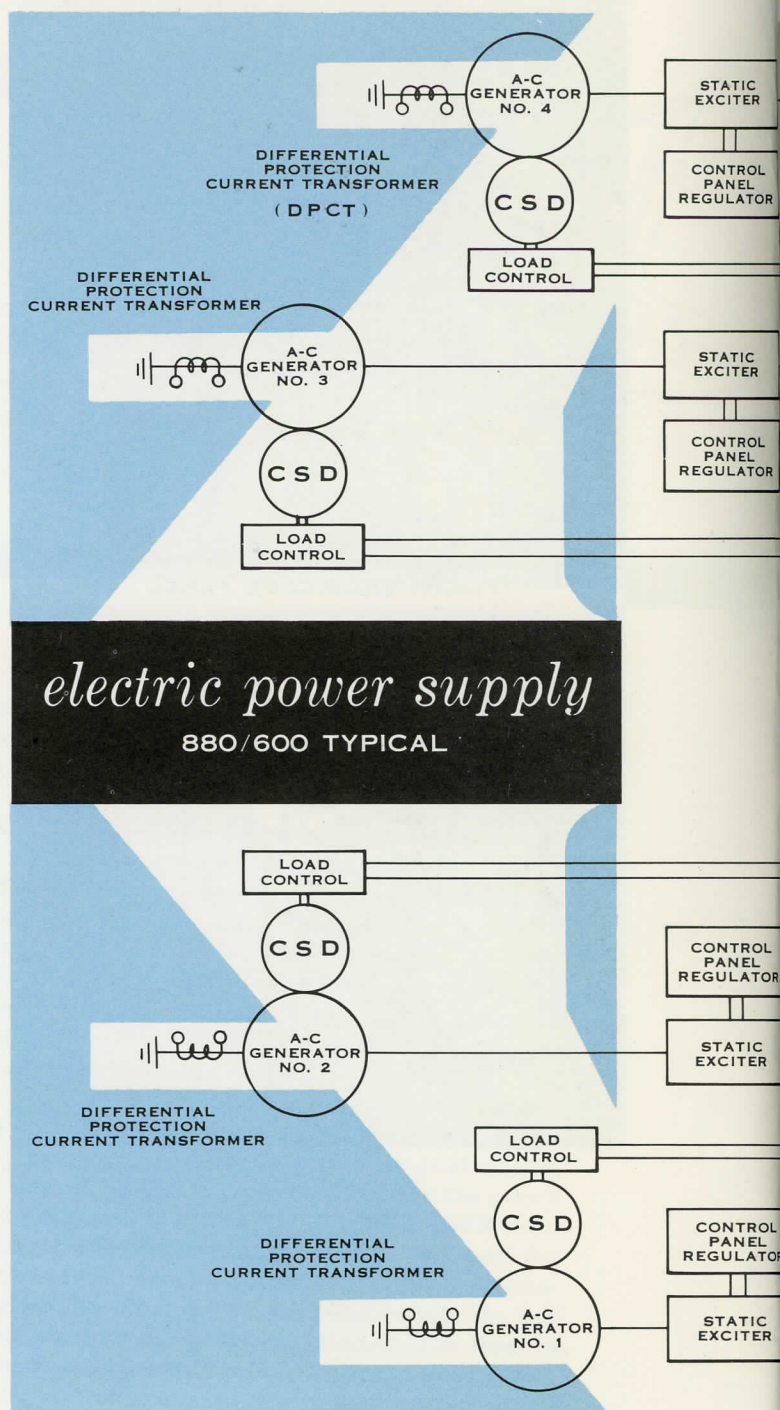 A-C
GENERATOR
NO. 4
STATIC
EXCITER
DIFFERENTIAL
PROTECTION
CURRENT TRANSFORMER
( DPCT )
CONTROL
PANEL
REGULATOR
CSD
LOAD
CONTROL
DIFFERENTIAL
PROTECTION
CURRENT TRANSFORMER
A-C
GENERATOR
NO. 3
STATIC
EXCITER
CONTROL
PANEL
REGULATOR
CSD
LOAD
CONTROL
electric power supply
880/600 TYPICAL
LOAD
CONTROL
CSD
CONTROL
PANEL
REGULATOR
A-C
GENERATOR
NO. 2
STATIC
EXCITER
DIFFERENTIAL
PROTECTION
CURRENT TRANSFORMER
LOAD
CONTROL
CSD
CONTROL
PANEL
REGULATOR
DIFFERENTIAL
PROTECTION
CURRENT TRANSFORMER
A-C
GENERATOR
NO. 1
STATIC
EXCITER